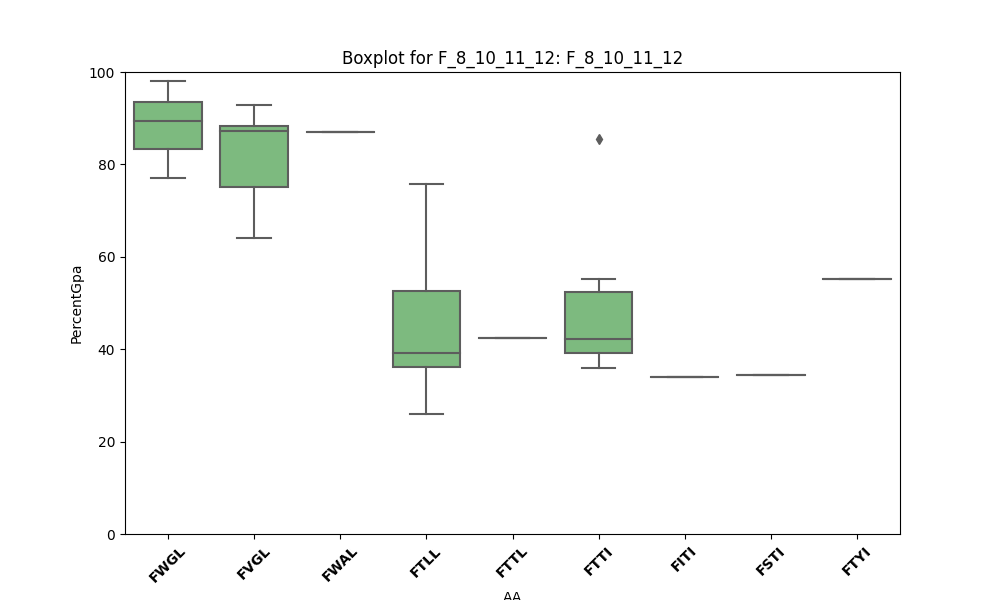 Boxplot for F_8_10_11_12: F_8_10_11_12
100
80
60
40
20
0
PercentGpa
FWGL
FVGL
FWAL
FTLL
FTTL
FTTI
FITI
FSTI
FTYI
AA